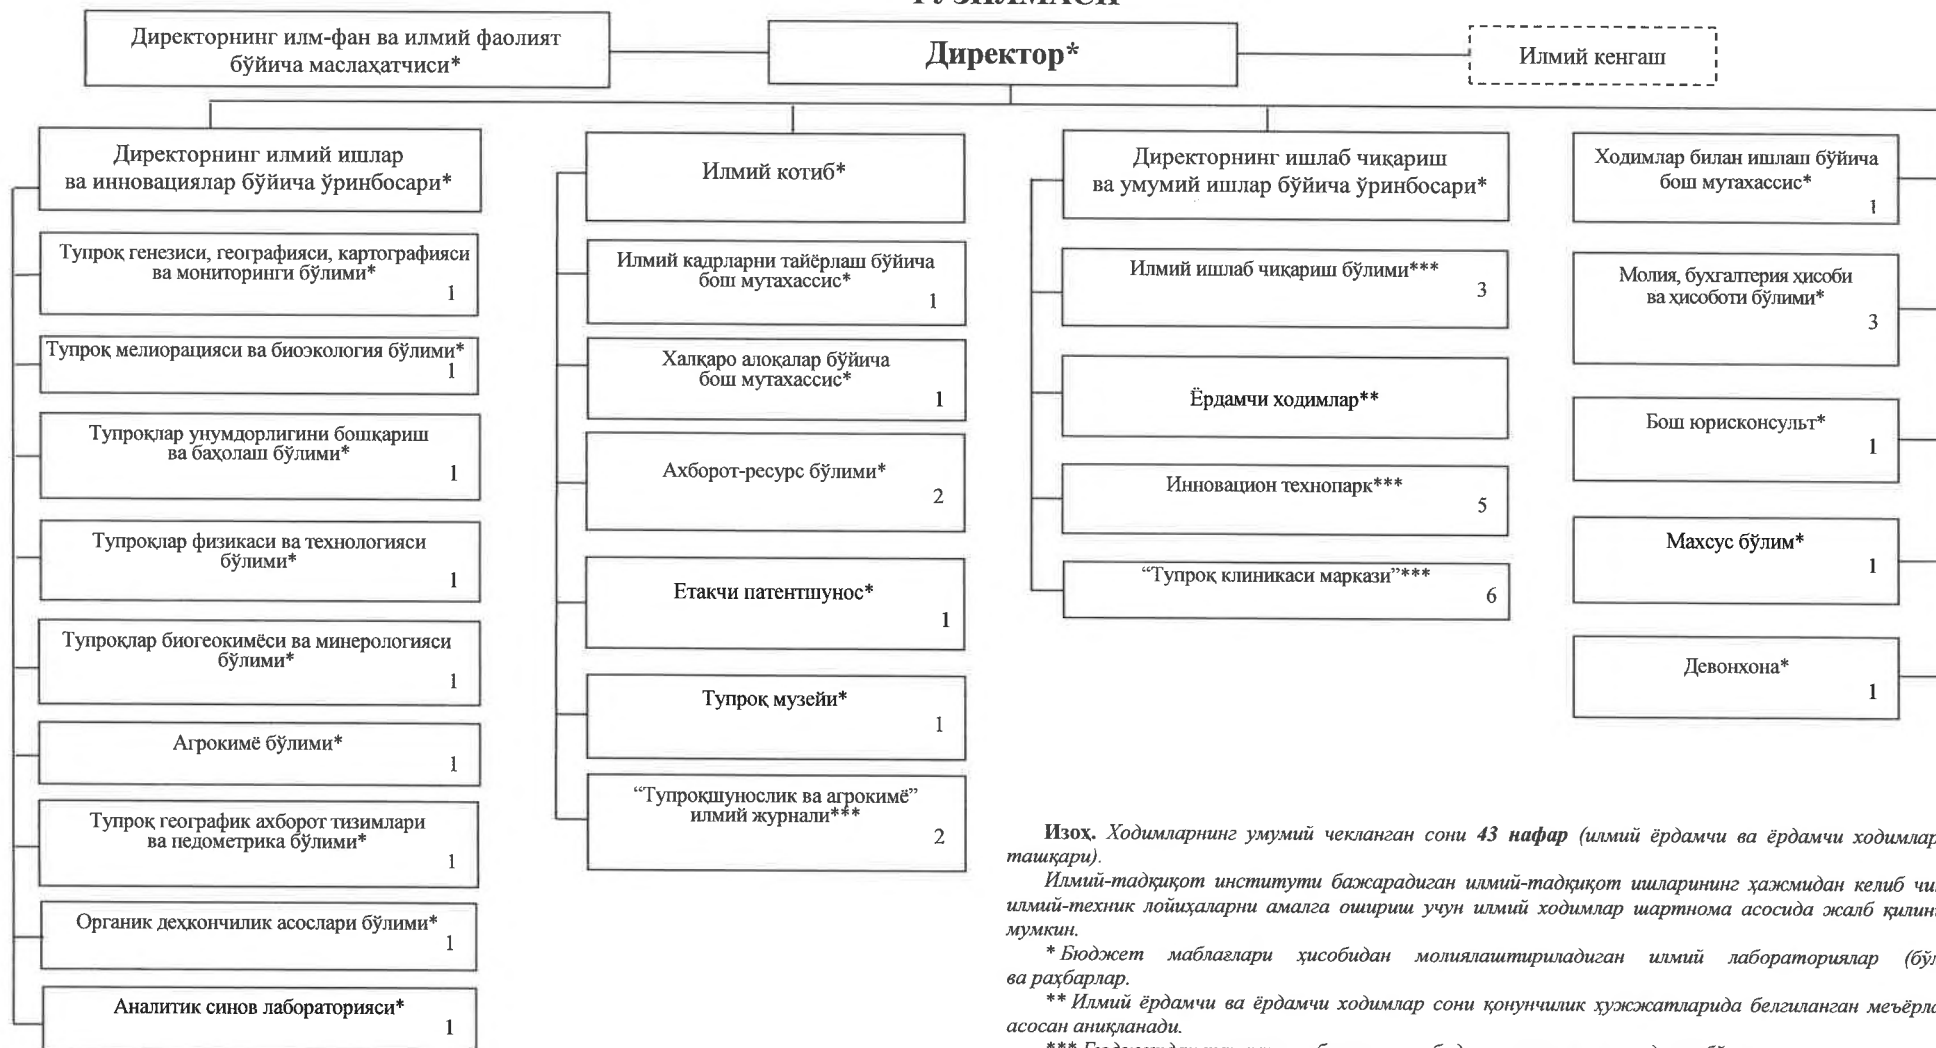 Директорнинг илм-фан ва илмий фаолият
бўйича маслаҳатчиси*
Директор*
Илмий кенгаш
Директорнинг илмий ишлар
ва инновациялар бўйича ўринбосари*
Тупроқ генезиси, географияси, картографияси
ва мониторинги бўлими*
1
Тупроқ мелиорацияси ва биоэкология бўлими*
1
Тупроқлар унумдорлигини бошқариш
ва баҳолаш бўлими*
1
Тупроқлар физикаси ва технологияси
бўлими*
1
Тупроқлар биогеокимёси ва минерологияси
бўлими*
1
Агрокимё бўлими*
1
Тупроқ географик ахборот тизимлари
ва педометрика бўлими*
1
Органик деҳқончилик асослари бўлими*
1
Аналитик синов лабораторияси*
1
Илмий котиб*
Илмий кадрларни тайёрлаш бўйича
бош мутахассис*
1
Халқаро алоқалар бўйича
бош мутахассис*
1
Ахборот-ресурс бўлими*
2
Етакчи патентшунос*
1
Тупроқ музейи*
1
“Тупроқшунослик ва агрокимё”
илмий журнали***
2
Директорнинг ишлаб чиқариш
ва умумий ишлар бўйича ўринбосари*
Илмий ишлаб чиқариш бўлими***
3
Ёрдамчи ходимлар**
Инновацион технопарк***
5
“Тупроқ клиникаси маркази”***
6
Ходимлар билан ишлаш бўйича
бош мутахассис*
1
Молия, бухгалтерия ҳисоби
ва ҳисоботи бўлими*
3
Бош юрисконсульт*
1
Махсус бўлим*
1
Девонхона*
1
Изоҳ. Ходимларнинг умумий чекланган сони 43 нафар (илмий ёрдамчи ва ёрдамчи ходимлар
ташқари).
Илмий-тадқиқот институти бажарадиган илмий-тадқиқот ишларининг ҳажмидан келиб
илмий-техник лойиҳаларни амалга ошириш учун илмий ходимлар шартнома асосида жалб
мумкин.
* Бюджет маблағлари ҳисобидан молиялаштириладиган илмий лабораториялар
ва раҳбарлар.
** Илмий ёрдамчи ва ёрдамчи ходимлар сони қонунчилик ҳужжатларида белгиланган
асосан аниқланади.